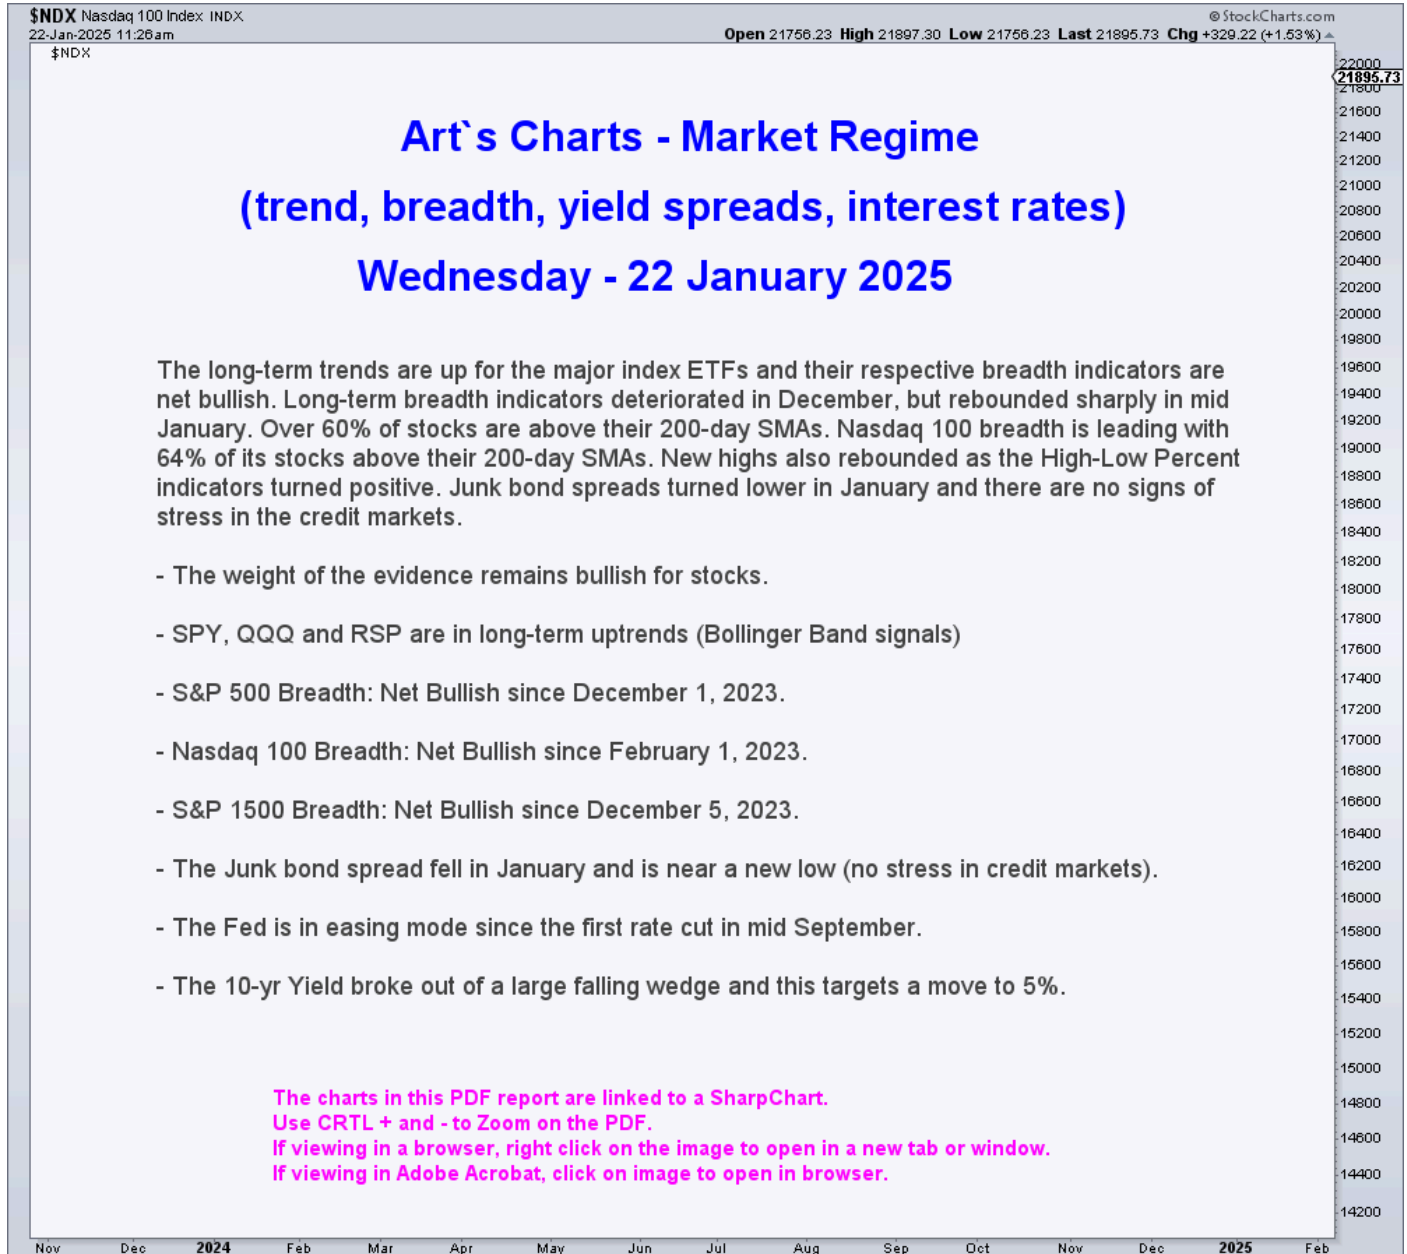 $NDX Nasdaq 100 Index INDX
© StockCharts.com
22-Jan-2025 11:26am
Open 21756.23 High 21897.30 Low 21756.23 Last 21895.73 Chg +329.22 (+1.53%)
$NDX
Art`s Charts - Market Regime
(trend, breadth, yield spreads, interest rates)
Wednesday - 22 January 2025
The long-term trends are up for the major index ETFs and their respective breadth indicators are
net bullish. Long-term breadth indicators deteriorated in December, but rebounded sharply in mid
January. Over 60% of stocks are above their 200-day SMAs. Nasdaq 100 breadth is leading with
64% of its stocks above their 200-day SMAs. New highs also rebounded as the High-Low Percent
indicators turned positive. Junk bond spreads turned lower in January and there are no signs of
stress in the credit markets.
- The weight of the evidence remains bullish for stocks.
- SPY, QQQ and RSP are in long-term uptrends (Bollinger Band signals)
- S&P 500 Breadth: Net Bullish since December 1, 2023.
- Nasdaq 100 Breadth: Net Bullish since February 1, 2023.
- S&P 1500 Breadth: Net Bullish since December 5, 2023.
- The Junk bond spread fell in January and is near a new low (no stress in credit markets).
- The Fed is in easing mode since the first rate cut in mid September.
- The 10-yr Yield broke out of a large falling wedge and this targets a move to 5%.
The charts in this PDF report are linked to a SharpChart.
Use CRTL + and - to Zoom on the PDF.
If viewing in a browser, right click on the image to open in a new tab or window.
If viewing in Adobe Acrobat, click on image to open in browser.
22000
21895.73
21800
21600
21400
21200
21000
20800
20600
20400
20200
20000
19800
19600
19400
19200
19000
18800
18600
18400
18200
18000
17800
17600
17400
17200
17000
16800
16600
16400
16200
16000
15800
15600
15400
15200
15000
14800
14600
14400
14200
Nov Dec 2024 Feb Mar Apr May Jun Jul Aug Sep Oct Nov Dec 2025 Feb